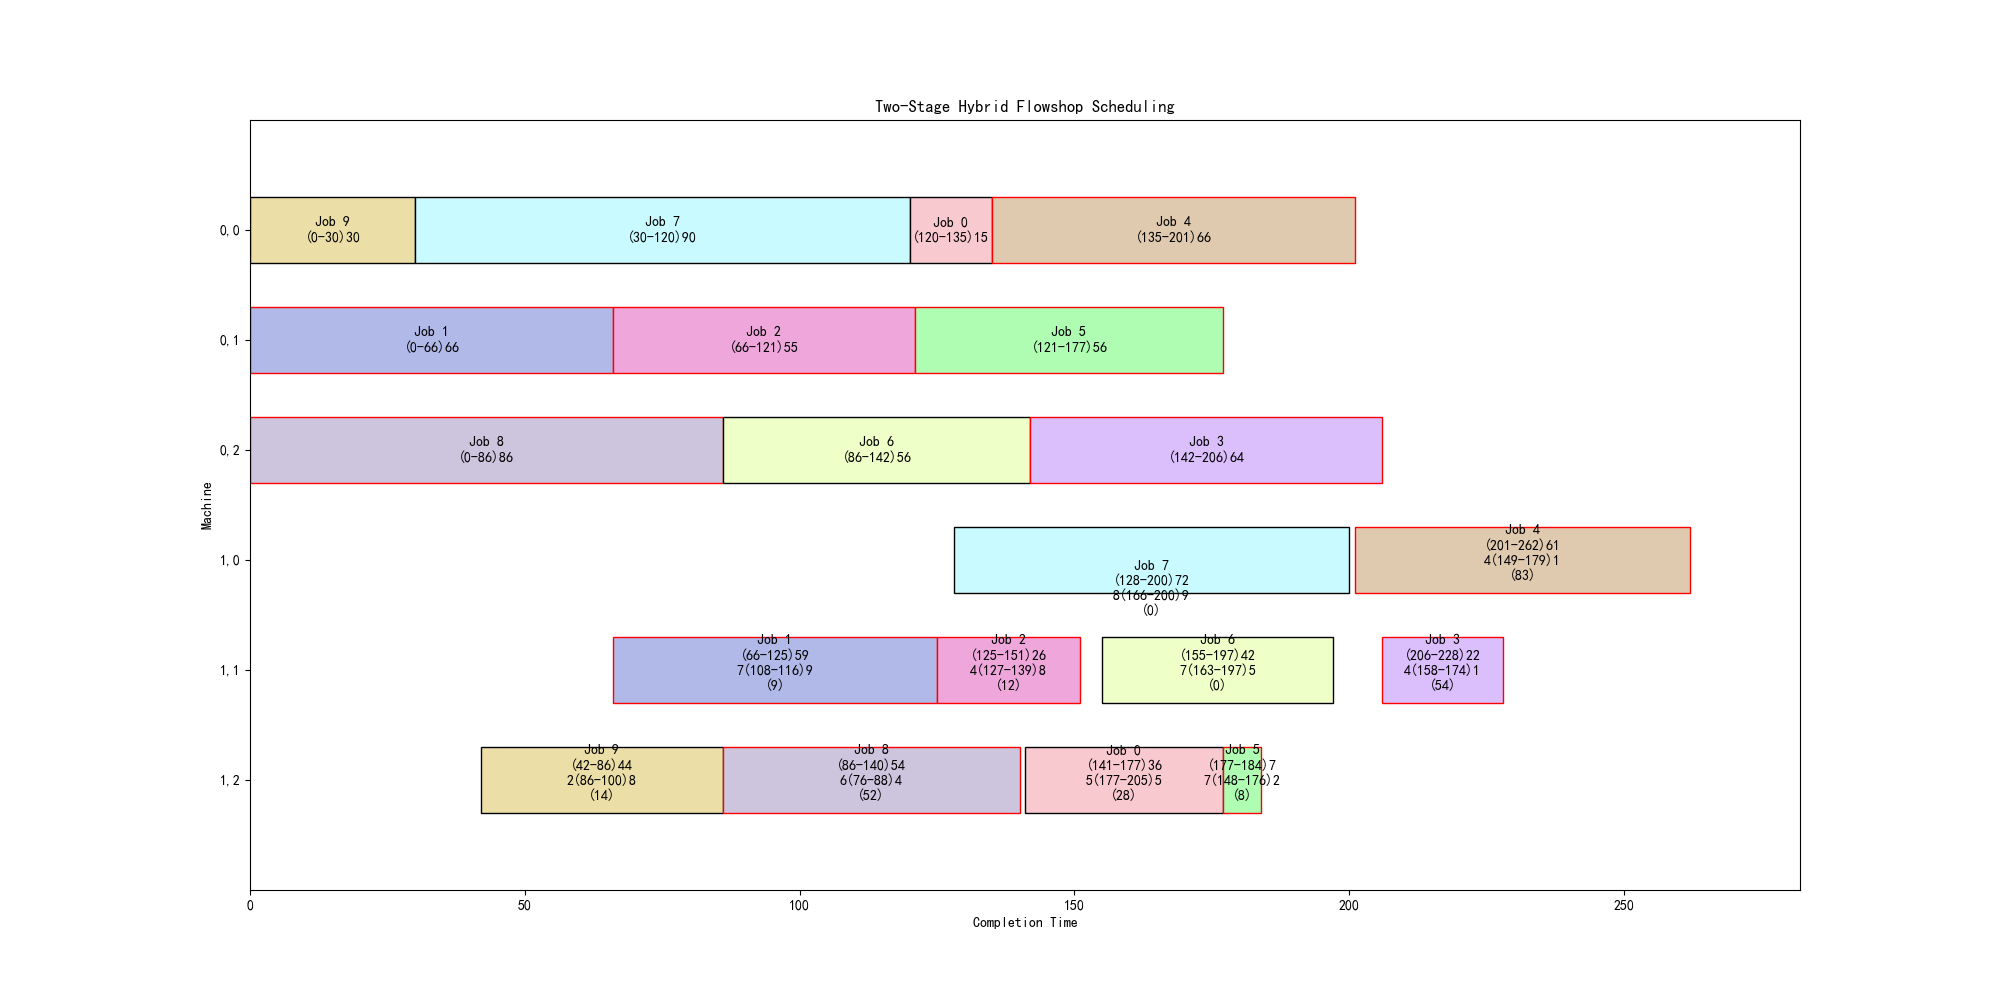 Two-Stage Hybrid Flowshop Scheduling
0,0
Job 9
(0-30)30
Job 7
(30-120)90
Job 0
(120-135)15
Job 4
(135-201)66
0,1
Job 1
(0-66)66
Job 2
(66-121)55
Job 5
(121-177)56
0,2
Job 8
(0-86)86
Job 6
(86-142)56
Job 3
(142-206)64
Machine
1,0
Job 7
(128-200)72
8(166-200)9
(0)
Job 4
(201-262)61
4(149-179)1
(83)
1,1
Job 1
(66-125)59
7(108-116)9
(9)
Job 2
(125-151)26
4(127-139)8
(12)
Job 6
(155-197)42
7(163-197)5
(0)
Job 3
(206-228)22
4(158-174)1
(54)
1,2
Job 9
(42-86)44
2(86-100)8
(14)
Job 8
(86-140)54
6(76-88)4
(52)
Job 0
(141-177)36
5(177-205)5
(28)
Job 5
(177-184)7
7(148-176)2
(8)
0 50 100 150 200 250
Completion Time